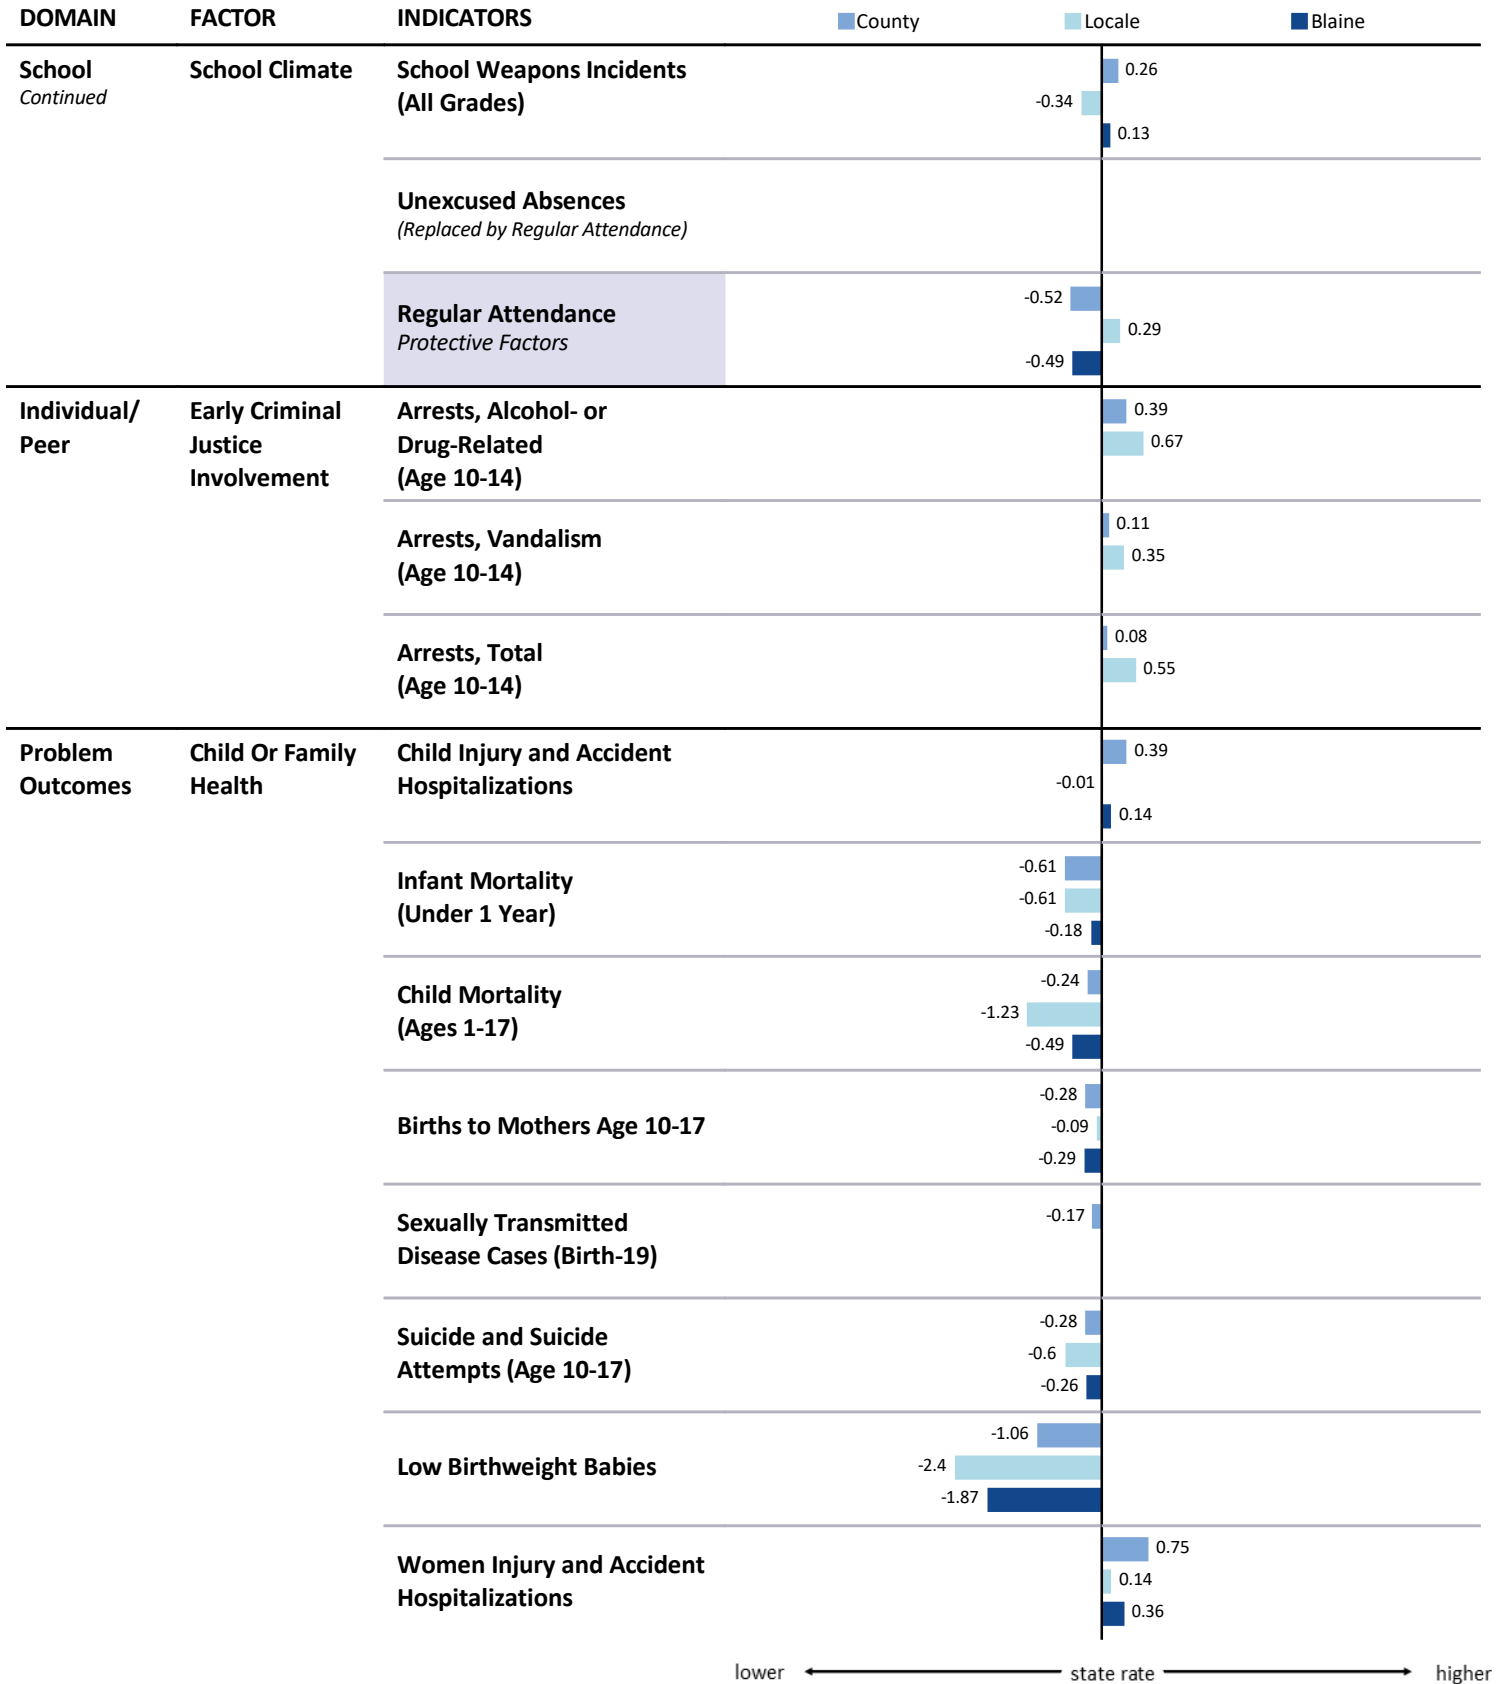 DOMAIN FACTOR INDICATORS County Locale Blaine
School School Climate School Weapons Incidents 0.26
Continued (All Grades) -0.34
0.13
Unexcused Absences
(Replaced by Regular Attendance)
-0.52
Regular Attendance 0.29
Protective Factors
-0.49
Individual/ Early Criminal Arrests, Alcohol- or 0.39
Peer Justice Drug-Related 0.67
Involvement (Age 10-14)
0.11
Arrests, Vandalism 0.35
(Age 10-14)
0.08
Arrests, Total 0.55
(Age 10-14)
Problem Child Or Family Child Injury and Accident 0.39
Outcomes Health Hospitalizations -0.01
0.14
-0.61
Infant Mortality -0.61
(Under 1 Year)
-0.18
-0.24
Child Mortality -1.23
(Ages 1-17)
-0.49
-0.28
Births to Mothers Age 10-17 -0.09
-0.29
Sexually Transmitted -0.17
Disease Cases (Birth-19)
-0.28
Suicide and Suicide -0.6
Attempts (Age 10-17)
-0.26
-1.06
Low Birthweight Babies -2.4
-1.87
0.75
Women Injury and Accident 0.14
Hospitalizations 0.36
lower state rate higher